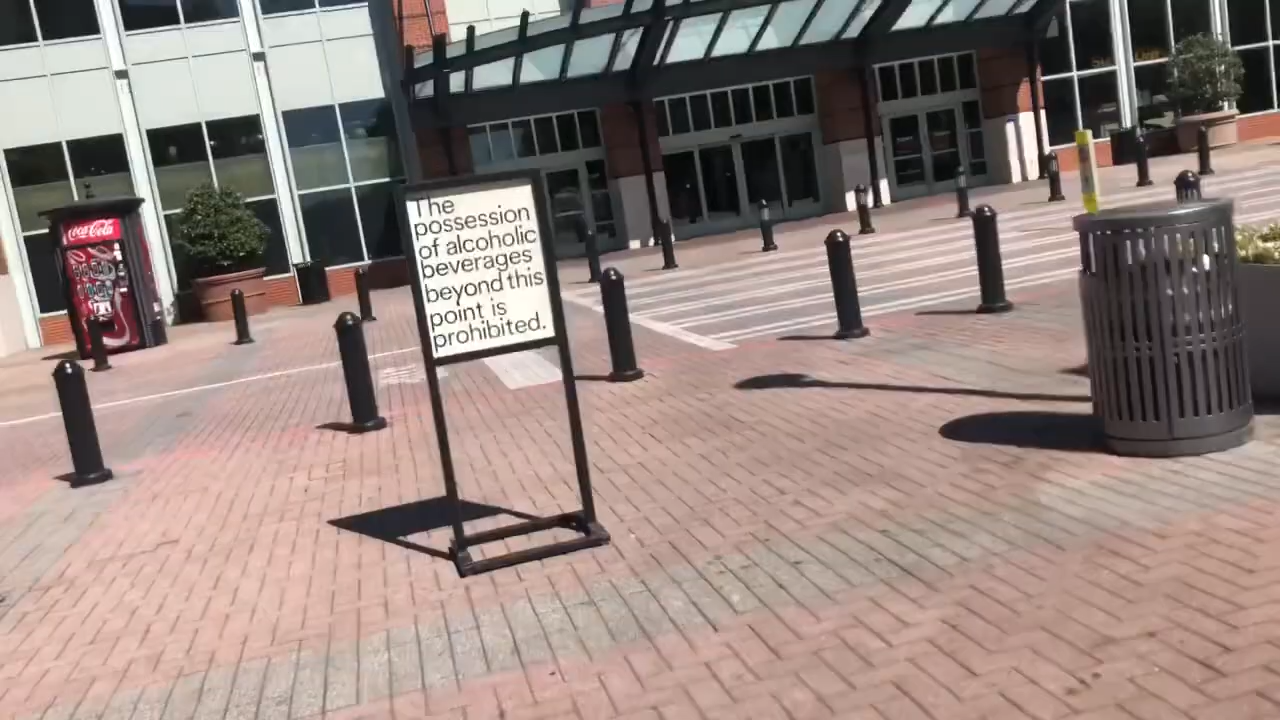 Coca-Cola
The
possession
of alcoholic
beverages
beyond this
point is
prohibited.